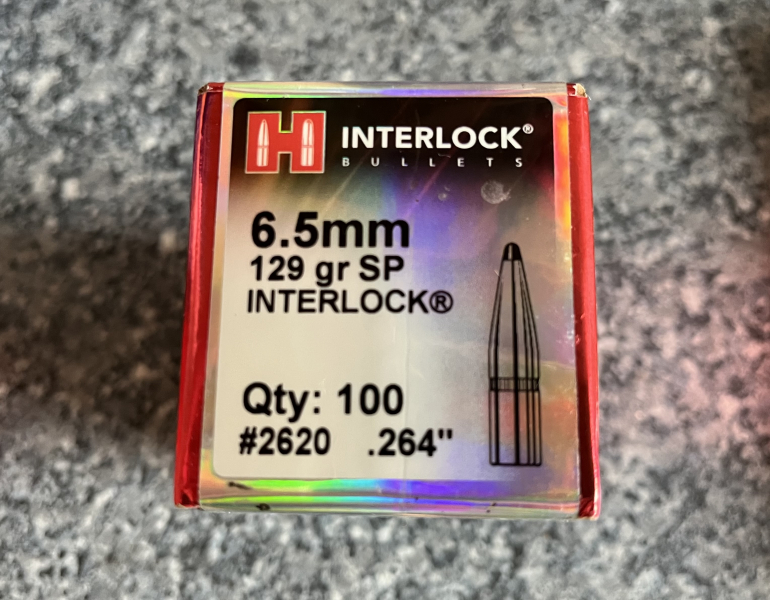 H INTERLOCK®
BULLETS
6.5mm
129 gr SP
INTERLOCK®
Qty: 100
#2620 .264"